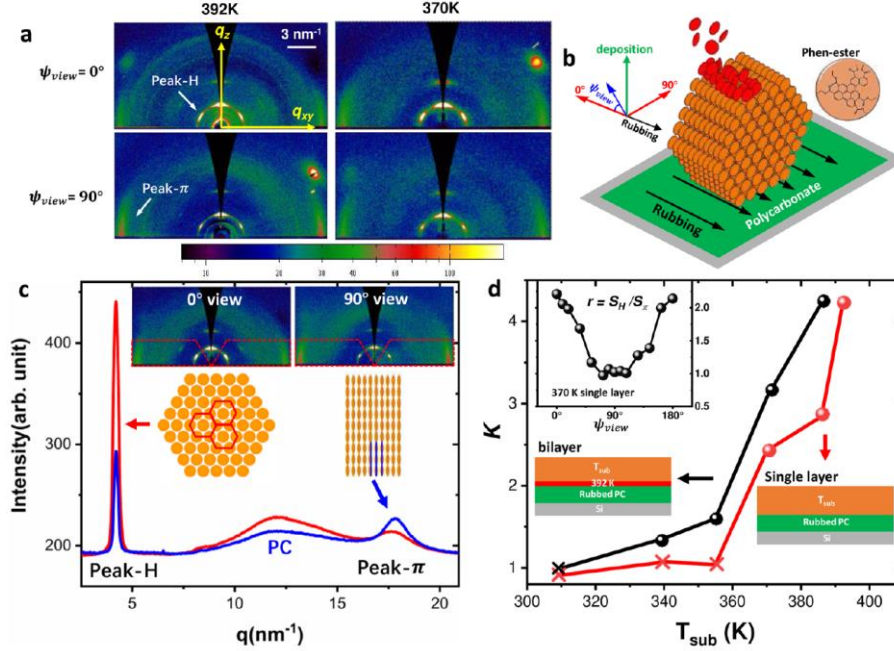 392K
370K
a
ψview= 0°
qz
3 nm-1
Peak-H
qxy
ψview= 90°
Peak-π
10
20
30
40
50
60
100
b
deposition
Phen-ester
0°
ψview
90°
Rubbing
Rubbing
Polycarbonate
c
0° view
90° view
400
300
200
Intensity(arb. unit)
PC
Peak-H
Peak-π
5
10
15
20
q(nm-1)
d
r = SH/Sπ
2.0
1.5
1.0
0.5
370 K single layer
0
90
180
ψview
bilayer
Tsub
392 K
Rubbed PC
Si
Single layer
Tsub
Rubbed PC
Si
4
3
2
1
K
300
320
340
360
380
400
Tsub (K)